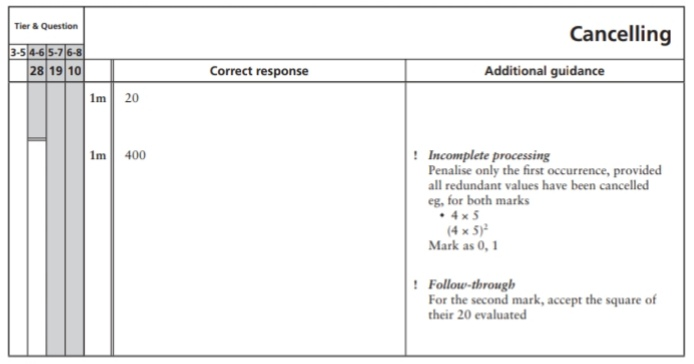 Tier & Question
Cancelling
3-5 4-6 5-7 6-8
28 19 10
Correct response
Additional guidance
1m 20
1m 400
! Incomplete processing
Penalise only the first occurrence, provided
all redundant values have been cancelled
eg, for both marks
• 4 × 5
(4 × 5)²
Mark as 0, 1
! Follow-through
For the second mark, accept the square of
their 20 evaluated